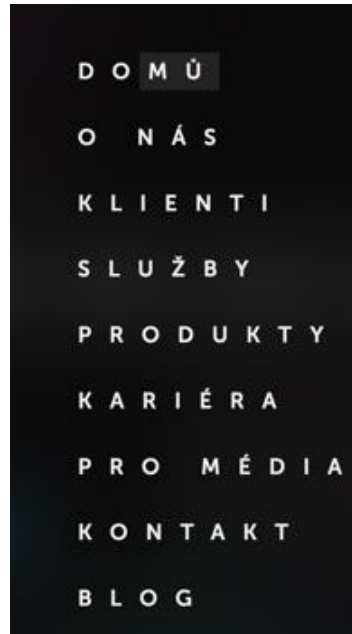 DOMŮ
O NÁS
KLIENTI
SLUŽBY
PRODUKTY
KARIÉRA
PRO MÉDIA
KONTAKT
BLOG